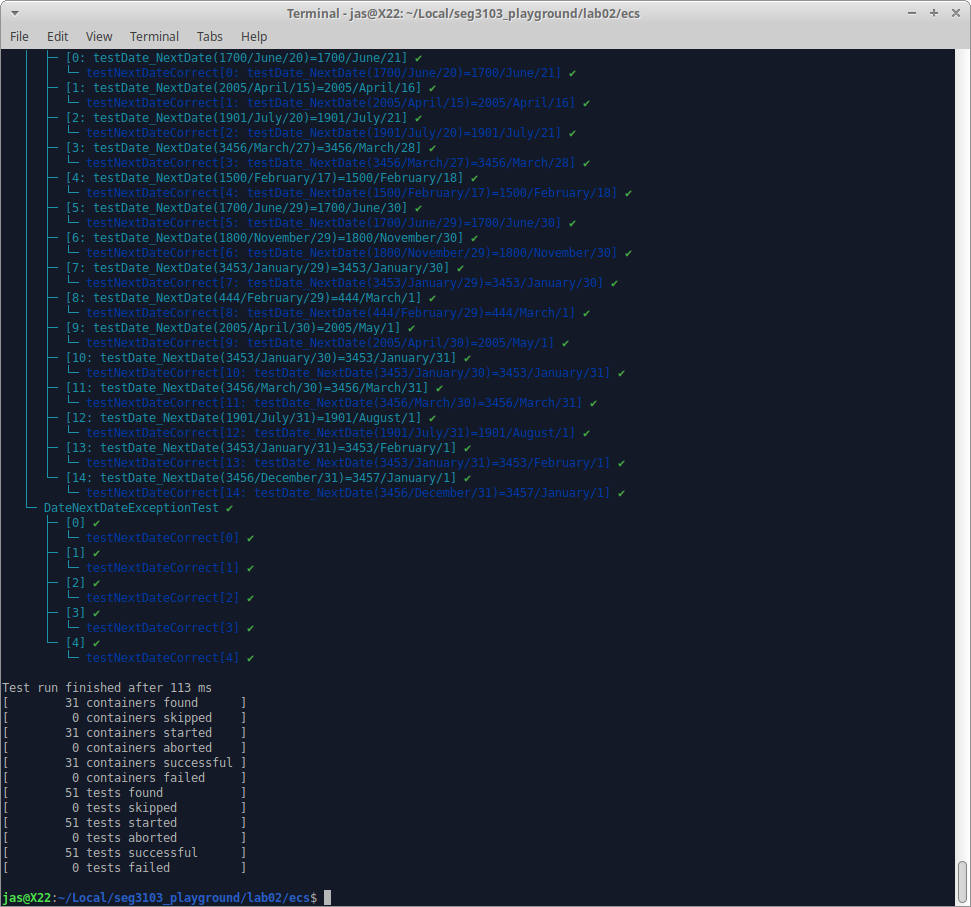 Terminal - jas@X22: ~/Local/seg3103_playground/lab02/ecs
File Edit View Terminal Tabs Help
├─ [0: testDate_NextDate(1700/June/20)=1700/June/21] ✔
└─ testNextDateCorrect[0: testDate_NextDate(1700/June/20)=1700/June/21] ✔
├─ [1: testDate_NextDate(2005/April/15)=2005/April/16] ✔
└─ testNextDateCorrect[1: testDate_NextDate(2005/April/15)=2005/April/16] ✔
├─ [2: testDate_NextDate(1901/July/20)=1901/July/21] ✔
└─ testNextDateCorrect[2: testDate_NextDate(1901/July/20)=1901/July/21] ✔
├─ [3: testDate_NextDate(3456/March/27)=3456/March/28] ✔
└─ testNextDateCorrect[3: testDate_NextDate(3456/March/27)=3456/March/28] ✔
├─ [4: testDate_NextDate(1500/February/17)=1500/February/18] ✔
└─ testNextDateCorrect[4: testDate_NextDate(1500/February/17)=1500/February/18] ✔
├─ [5: testDate_NextDate(1700/June/29)=1700/June/30] ✔
└─ testNextDateCorrect[5: testDate_NextDate(1700/June/29)=1700/June/30] ✔
├─ [6: testDate_NextDate(1800/November/29)=1800/November/30] ✔
└─ testNextDateCorrect[6: testDate_NextDate(1800/November/29)=1800/November/30] ✔
├─ [7: testDate_NextDate(3453/January/29)=3453/January/30] ✔
└─ testNextDateCorrect[7: testDate_NextDate(3453/January/29)=3453/January/30] ✔
├─ [8: testDate_NextDate(444/February/29)=444/March/1] ✔
└─ testNextDateCorrect[8: testDate_NextDate(444/February/29)=444/March/1] ✔
├─ [9: testDate_NextDate(2005/April/30)=2005/May/1] ✔
└─ testNextDateCorrect[9: testDate_NextDate(2005/April/30)=2005/May/1] ✔
├─ [10: testDate_NextDate(3453/January/30)=3453/January/31] ✔
└─ testNextDateCorrect[10: testDate_NextDate(3453/January/30)=3453/January/31] ✔
├─ [11: testDate_NextDate(3456/March/30)=3456/March/31] ✔
└─ testNextDateCorrect[11: testDate_NextDate(3456/March/30)=3456/March/31] ✔
├─ [12: testDate_NextDate(1901/July/31)=1901/August/1] ✔
└─ testNextDateCorrect[12: testDate_NextDate(1901/July/31)=1901/August/1] ✔
├─ [13: testDate_NextDate(3453/January/31)=3453/February/1] ✔
└─ testNextDateCorrect[13: testDate_NextDate(3453/January/31)=3453/February/1] ✔
└─ [14: testDate_NextDate(3456/December/31)=3457/January/1] ✔
└─ testNextDateCorrect[14: testDate_NextDate(3456/December/31)=3457/January/1] ✔
└─ DateNextDateExceptionTest ✔
├─ [0] ✔
└─ testNextDateCorrect[0] ✔
├─ [1] ✔
└─ testNextDateCorrect[1] ✔
├─ [2] ✔
└─ testNextDateCorrect[2] ✔
├─ [3] ✔
└─ testNextDateCorrect[3] ✔
└─ [4] ✔
└─ testNextDateCorrect[4] ✔
Test run finished after 113 ms
[ 31 containers found ]
[ 0 containers skipped ]
[ 31 containers started ]
[ 0 containers aborted ]
[ 31 containers successful ]
[ 0 containers failed ]
[ 51 tests found ]
[ 0 tests skipped ]
[ 51 tests started ]
[ 0 tests aborted ]
[ 51 tests successful ]
[ 0 tests failed ]
jas@X22:~/Local/seg3103_playground/lab02/ecs$